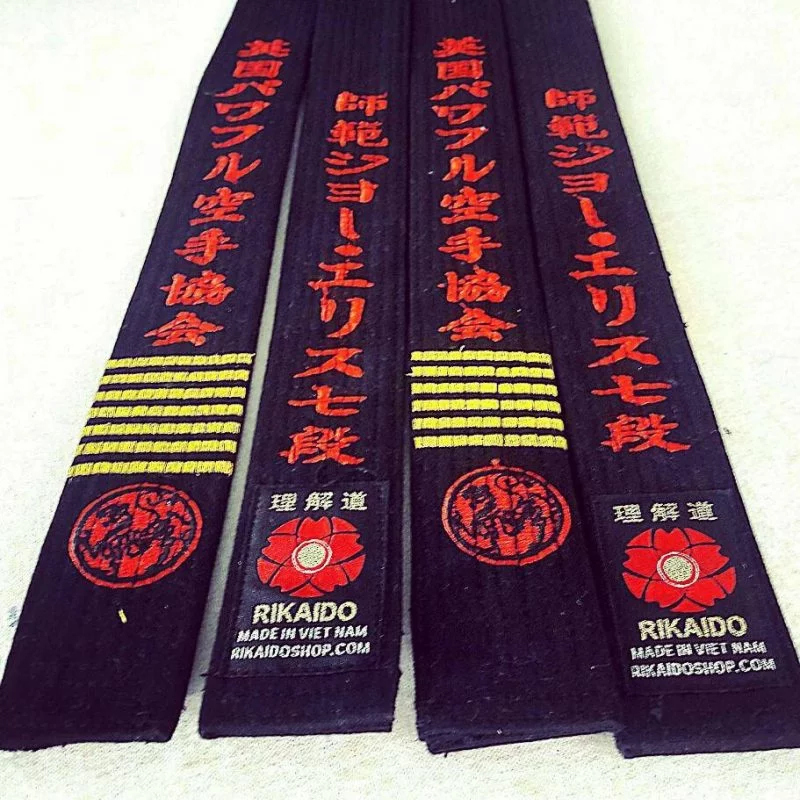 英国パワフル空手協会
師範ジョー・エリス七段
理解道
RIKAIDO
MADE IN VIET NAM
RIKAIDOSHOP.COM
英国パワフル空手協会
師範ジョー・エリス七段
理解道
RIKAIDO
MADE IN VIET NAM
RIKAIDOSHOP.COM